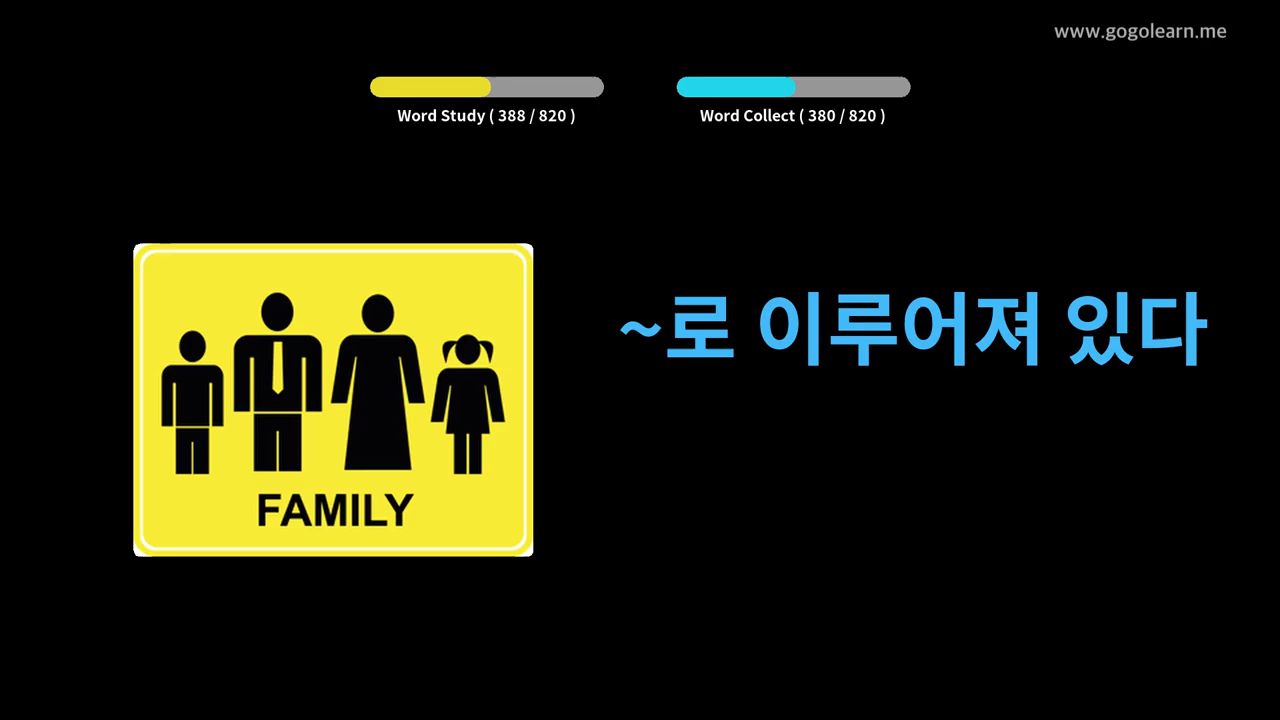 www.gogolearn.me
Word Study ( 388 / 820 )
Word Collect ( 380 / 820 )
FAMILY
~로 이루어져 있다